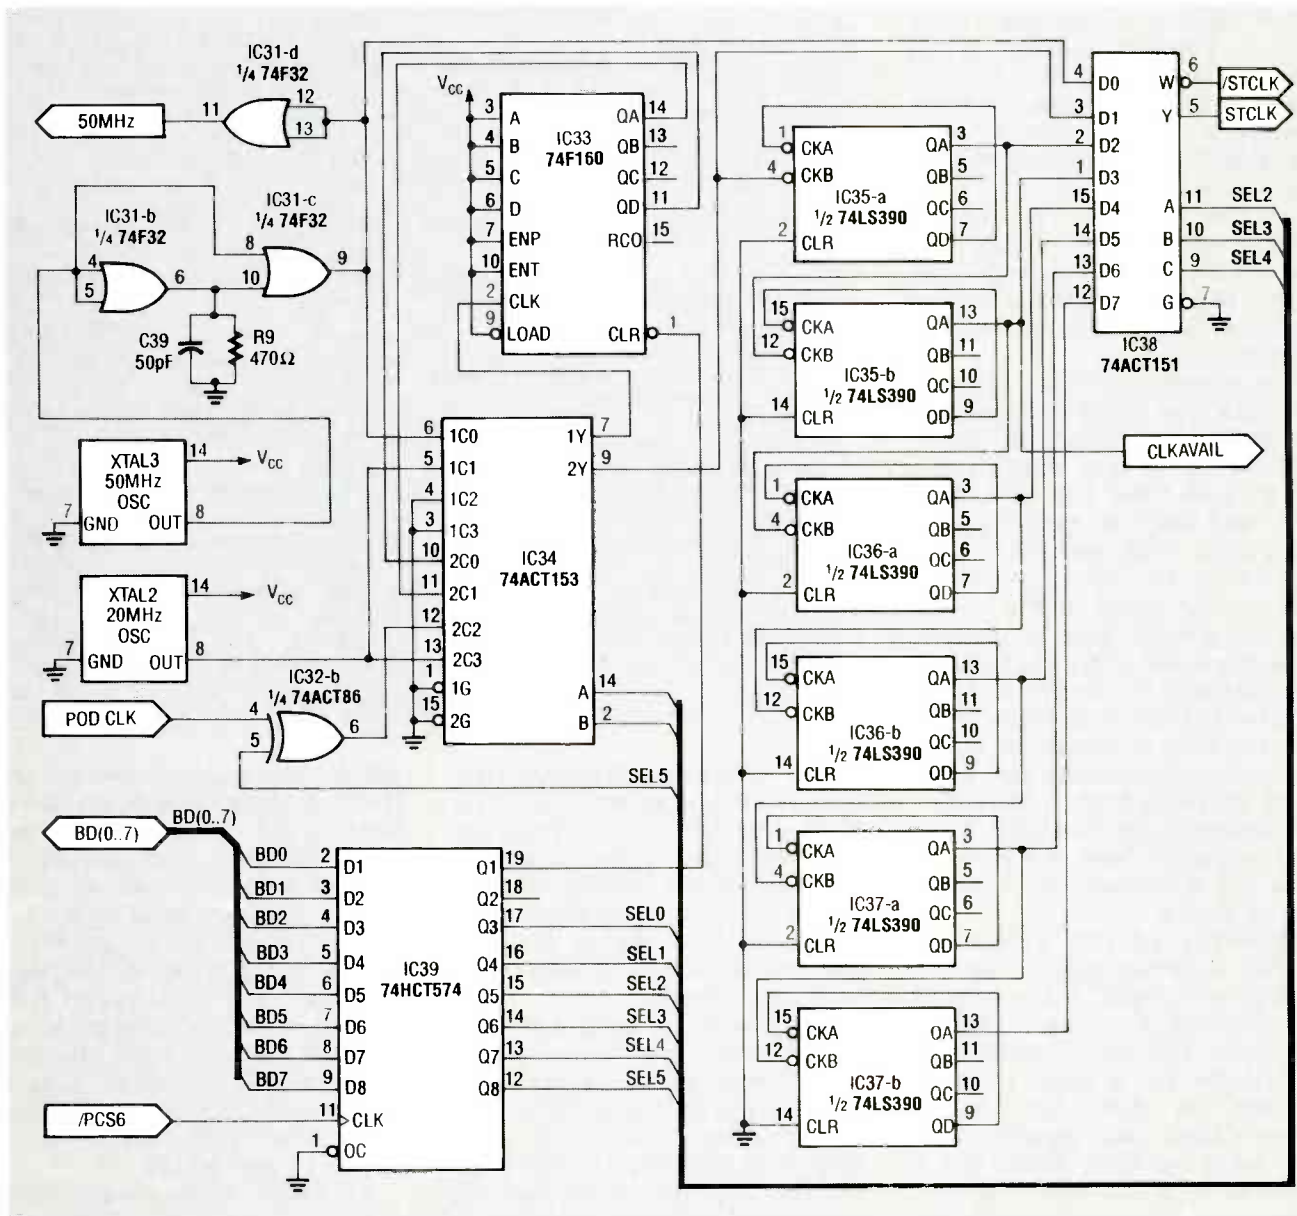 IC31-d
1/4 74F32
50MHz
11
12
13
IC31-b
1/4 74F32
4
5
6
IC31-c
1/4 74F32
8
10
9
C39
50pF
R9
470Ω
XTAL3
50MHz
OSC
GND OUT
14
VCC
7
8
XTAL2
20MHz
OSC
GND OUT
14
VCC
7
8
POD CLK
IC32-b
1/4 74ACT86
4
5
6
SEL5
VCC
IC33
74F160
3 A
4 B
5 C
6 D
7 ENP
10 ENT
2 CLK
9 LOAD
QA 14
QB 13
QC 12
QD 11
RCO 15
CLR 1
IC34
74ACT153
6 1C0
5 1C1
4 1C2
3 1C3
10 2C0
11 2C1
12 2C2
13 2C3
1 1G
15 2G
1Y 7
2Y 9
A 14
B 2
BD(0..7)
BD(0..7)
BD0 2 D1
BD1 3 D2
BD2 4 D3
BD3 5 D4
BD4 6 D5
BD5 7 D6
BD6 8 D7
BD7 9 D8
/PCS6
11 CLK
1 OC
IC39
74HCT574
Q1 19
Q2 18
Q3 17 SEL0
Q4 16 SEL1
Q5 15 SEL2
Q6 14 SEL3
Q7 13 SEL4
Q8 12 SEL5
1 CKA QA 3
4 CKB QB 5
IC35-a QC 6
1/2 74LS390
2 CLR QD 7
15 CKA QA 13
12 CKB QB 11
IC35-b QC 10
1/2 74LS390
14 CLR QD 9
1 CKA QA 3
4 CKB QB 5
IC36-a QC 6
1/2 74LS390
2 CLR QD 7
15 CKA QA 13
12 CKB QB 11
IC36-b QC 10
1/2 74LS390
14 CLR QD 9
1 CKA QA 3
4 CKB QB 5
IC37-a QC 6
1/2 74LS390
2 CLR QD 7
15 CKA QA 13
12 CKB QB 11
IC37-b QC 10
1/2 74LS390
14 CLR QD 9
4 D0
3 D1
2 D2
1 D3
15 D4
14 D5
13 D6
12 D7
W 6 /STCLK
Y 5 STCLK
A 11 SEL2
B 10 SEL3
C 9 SEL4
G 7
IC38
74ACT151
CLKAVAIL